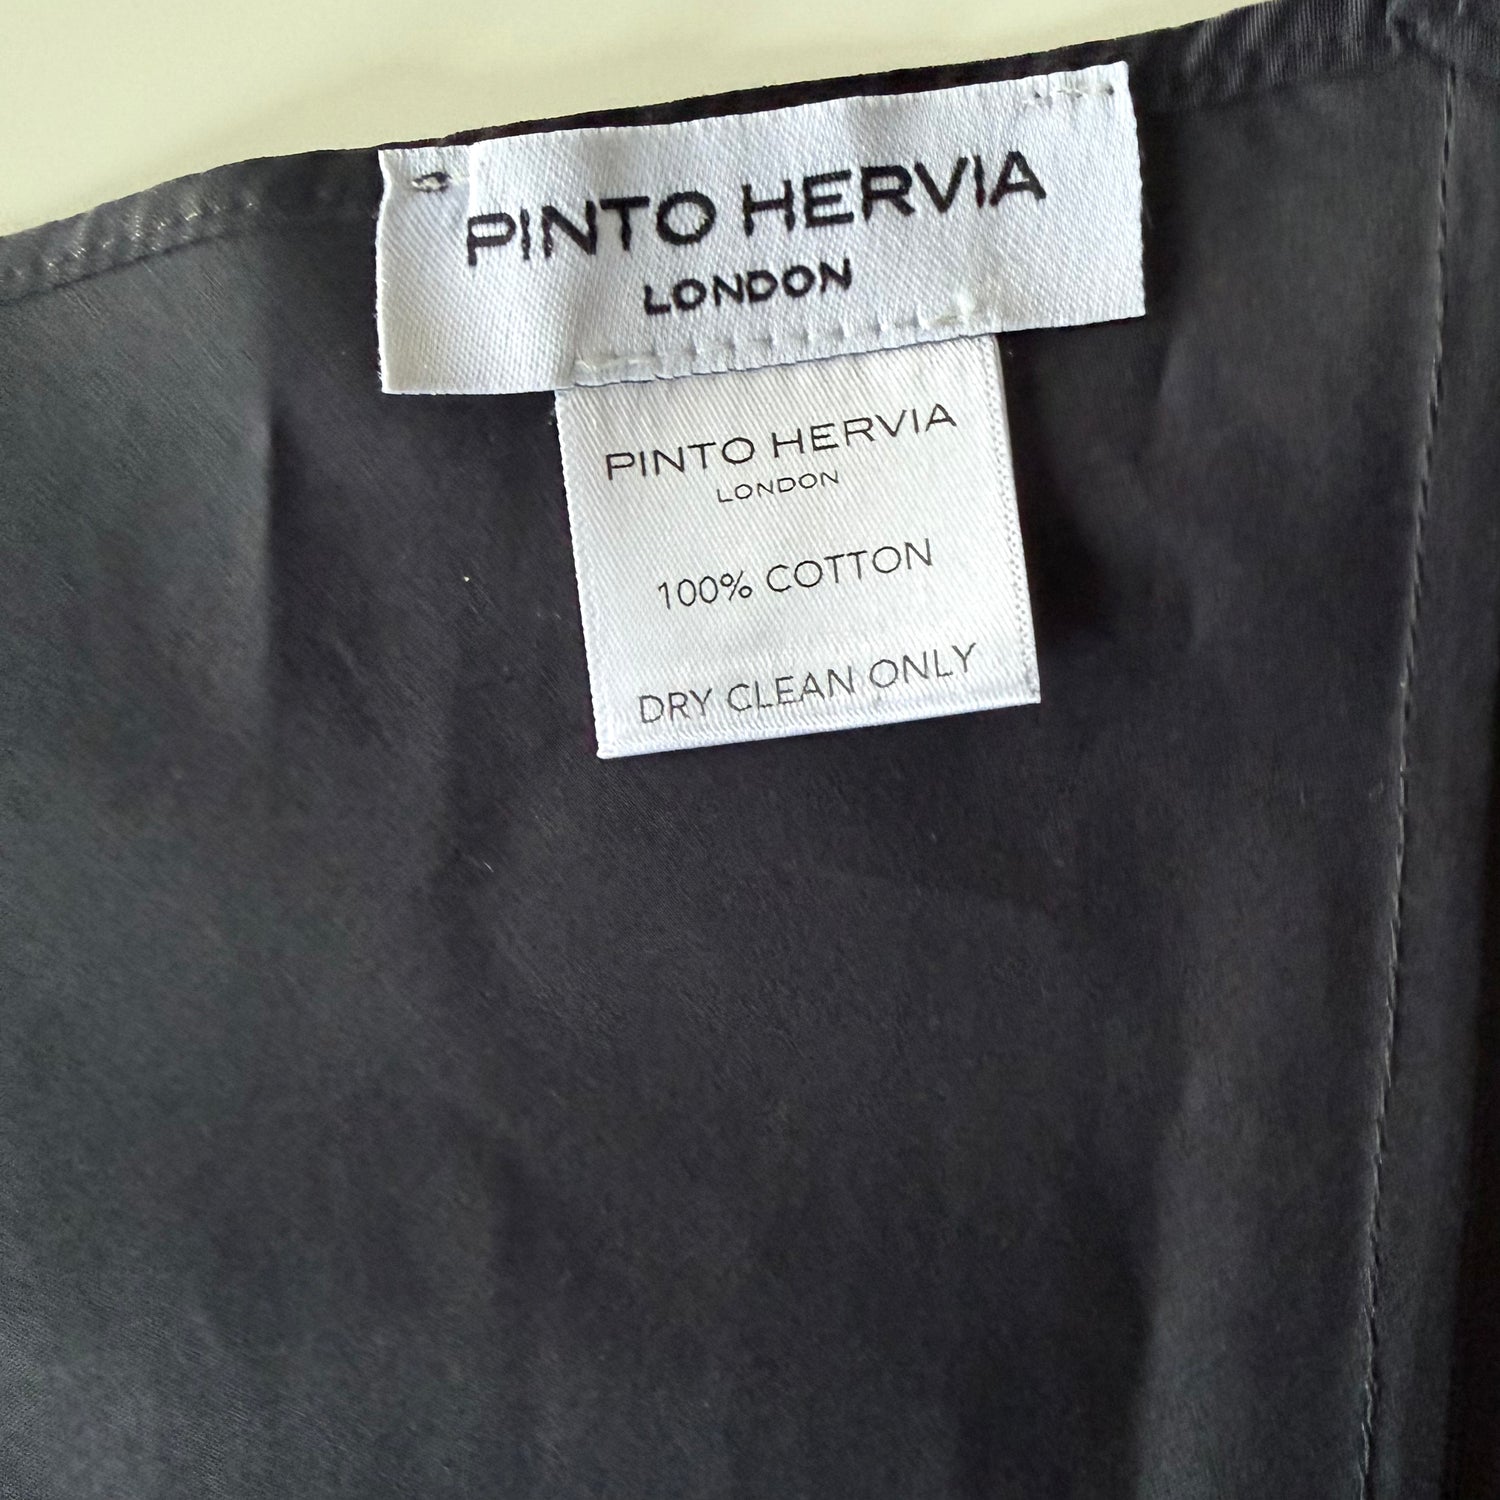 PINTO HERVIA
LONDON
PINTO HERVIA
LONDON
100% COTTON
DRY CLEAN ONLY